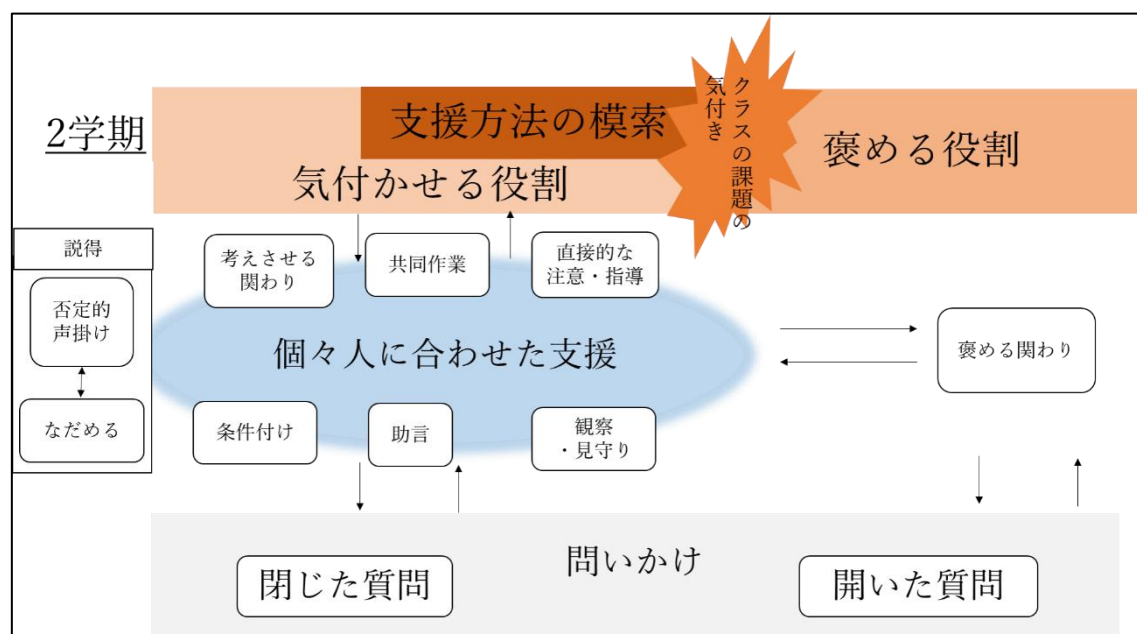 2学期
支援方法の模索
気付かせる役割
クラスの課題の
気付き
褒める役割
説得
否定的
声掛け
なだめる
考えさせる
関わり
共同作業
直接的な
注意・指導
個々人に合わせた支援
条件付け
助言
観察
・見守り
褒める関わり
問いかけ
閉じた質問
開いた質問